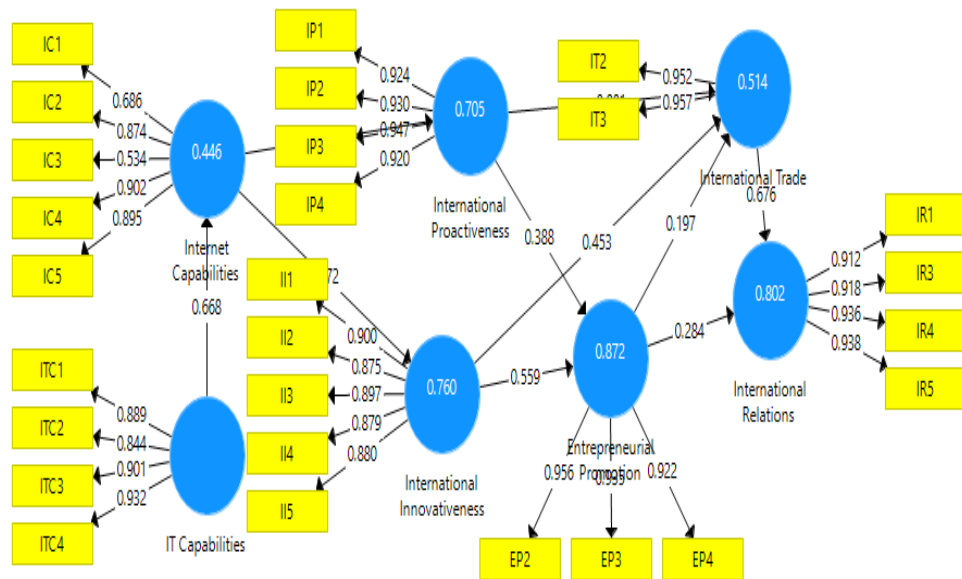 IC1
IC2
IC3
IC4
IC5
0.686
0.874
0.534
0.902
0.895
0.446
Internet
Capabilities
0.668
ITC1
ITC2
ITC3
ITC4
0.889
0.844
0.901
0.932
IT Capabilities
IP1
IP2
IP3
IP4
0.924
0.930
0.947
0.920
0.705
International
Proactiveness
0.388
II1
II2
II3
II4
II5
0.900
0.875
0.897
0.879
0.880
0.760
International
Innovativeness
0.453
0.559
IT2
IT3
0.952
0.957
0.514
International Trade
0.676
0.197
0.872
Entrepreneurial
Promotion
0.284
0.956
0.922
EP2
EP3
EP4
0.802
International
Relations
0.912
0.918
0.936
0.938
IR1
IR3
IR4
IR5